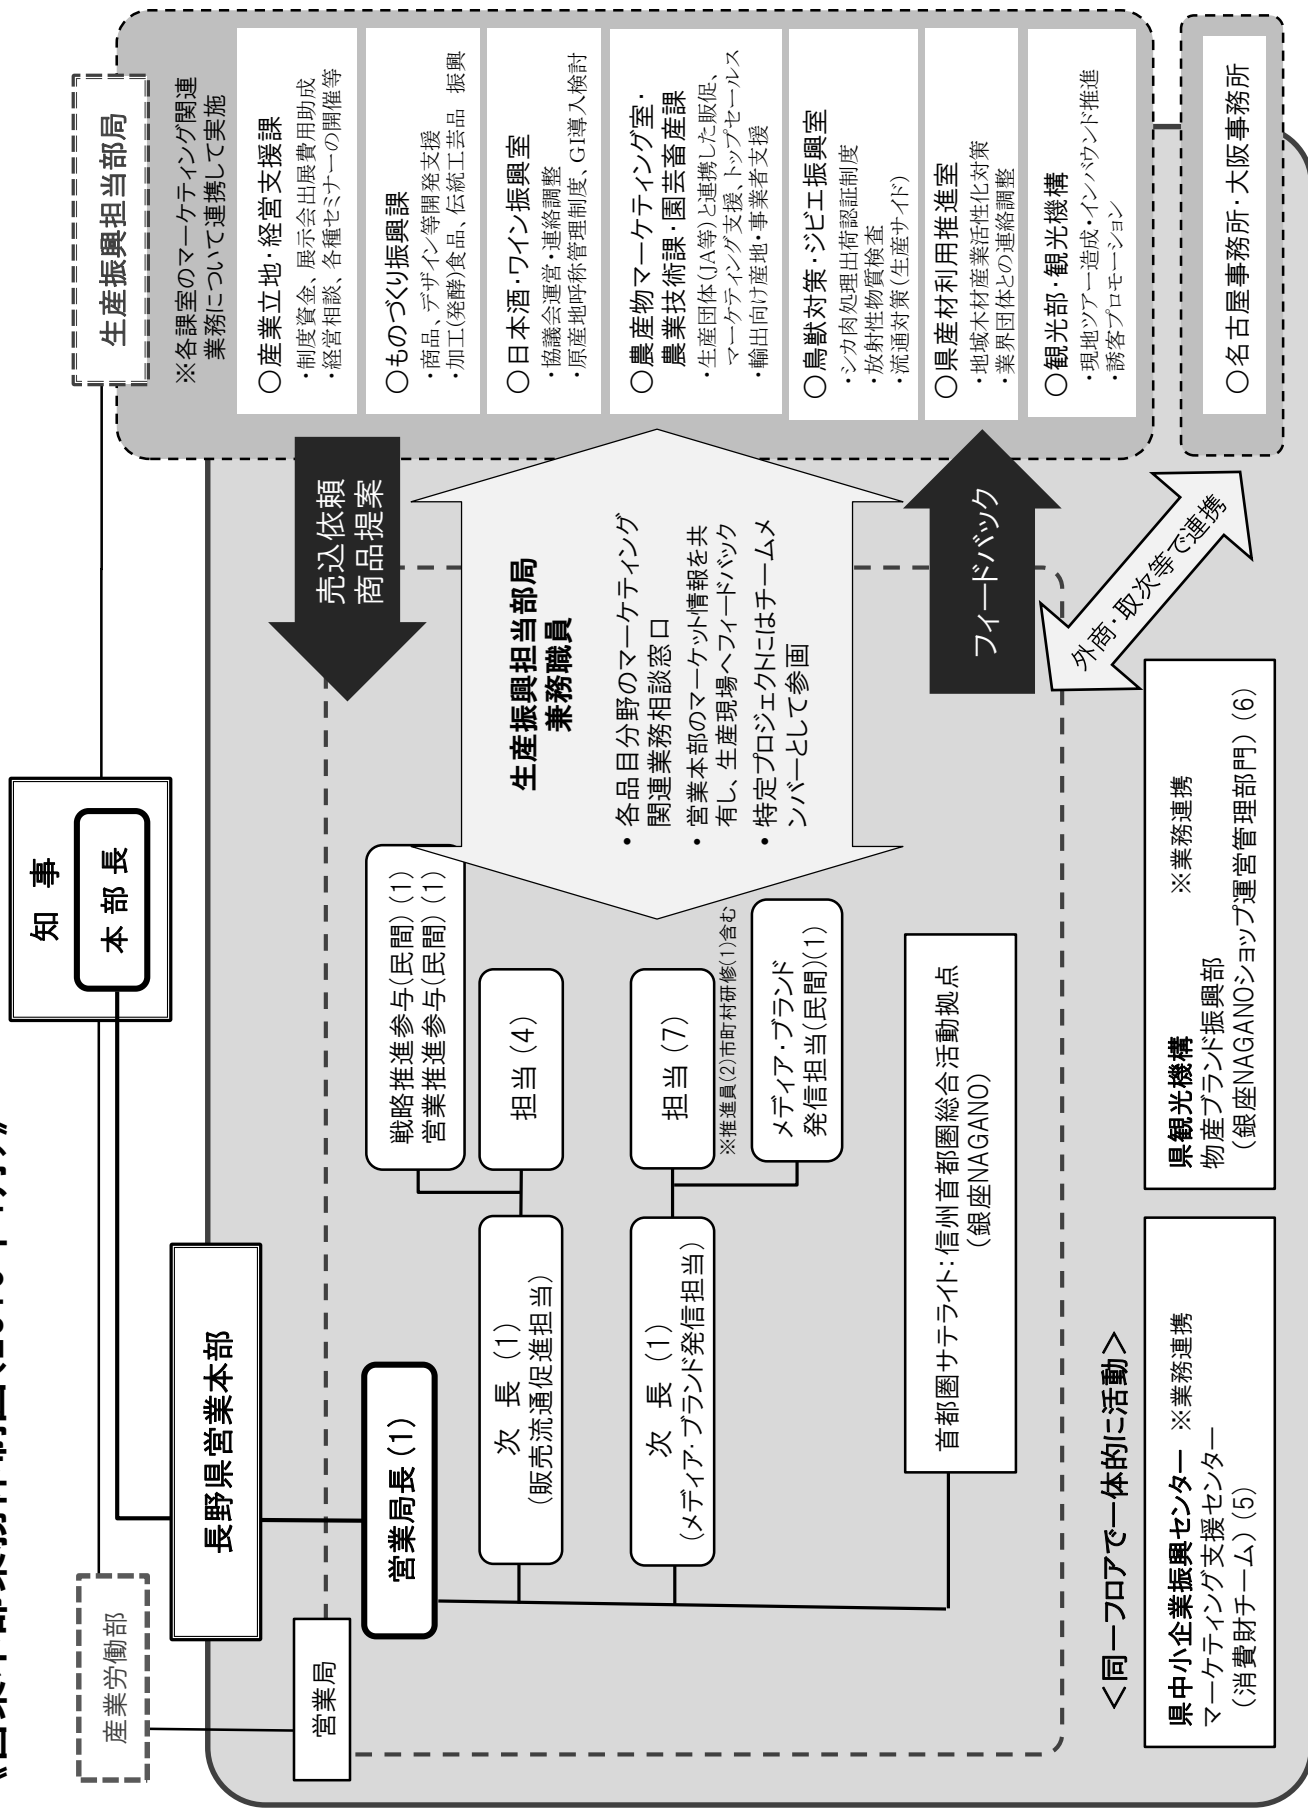 知 事
本 部 長
産業労働部
生産振興担当部局
長野県営業本部
営業局
営業局長 (1)
次 長 (1)
(販売流通促進担当)
戦略推進参与(民間) (1)
営業推進参与(民間) (1)
担当 (4)
次 長 (1)
(メディア・ブランド発信担当)
担当 (7)
※推進員(2)市町村研修(1)含む
メディア・ブランド
発信担当(民間)(1)
首都圏サテライト：信州首都圏総合活動拠点
(銀座NAGANO)
＜同一フロアで一体的に活動＞
県中小企業振興センター ※業務連携
マーケティング支援センター
(消費財チーム) (5)
県観光機構 ※業務連携
物産ブランド振興部
(銀座NAGANOショップ運営管理部門) (6)
売込依頼
商品提案
生産振興担当部局
兼務職員
・各品目分野のマーケティング
関連業務相談窓口
・営業本部のマーケット情報を共
有し、生産現場へフィードバック
・特定プロジェクトにはチームメ
ンバーとして参画
フィードバック
外商・取次等で連携
※各課室のマーケティング関連
業務について連携して実施
○産業立地・経営支援課
・制度資金、展示会出展費用助成
・経営相談、各種セミナーの開催等
○ものづくり振興課
・商品、デザイン等開発支援
・加工(発酵)食品、伝統工芸品 振興
○日本酒・ワイン振興室
・協議会運営・連絡調整
・原産地呼称管理制度、GI導入検討
○農産物マーケティング室・
農業技術課・園芸畜産課
・生産団体(JA等)と連携した販促、
マーケティング支援、トップセールス
・輸出向け産地・事業者支援
○鳥獣対策・ジビエ振興室
・シカ肉処理出荷認証制度
・放射性物質検査
・流通対策(生産サイド)
○県産材利用推進室
・地域木材産業活性化対策
・業界団体との連絡調整
○観光部・観光機構
・現地ツアー造成・インバウンド推進
・誘客プロモーション
○名古屋事務所・大阪事務所